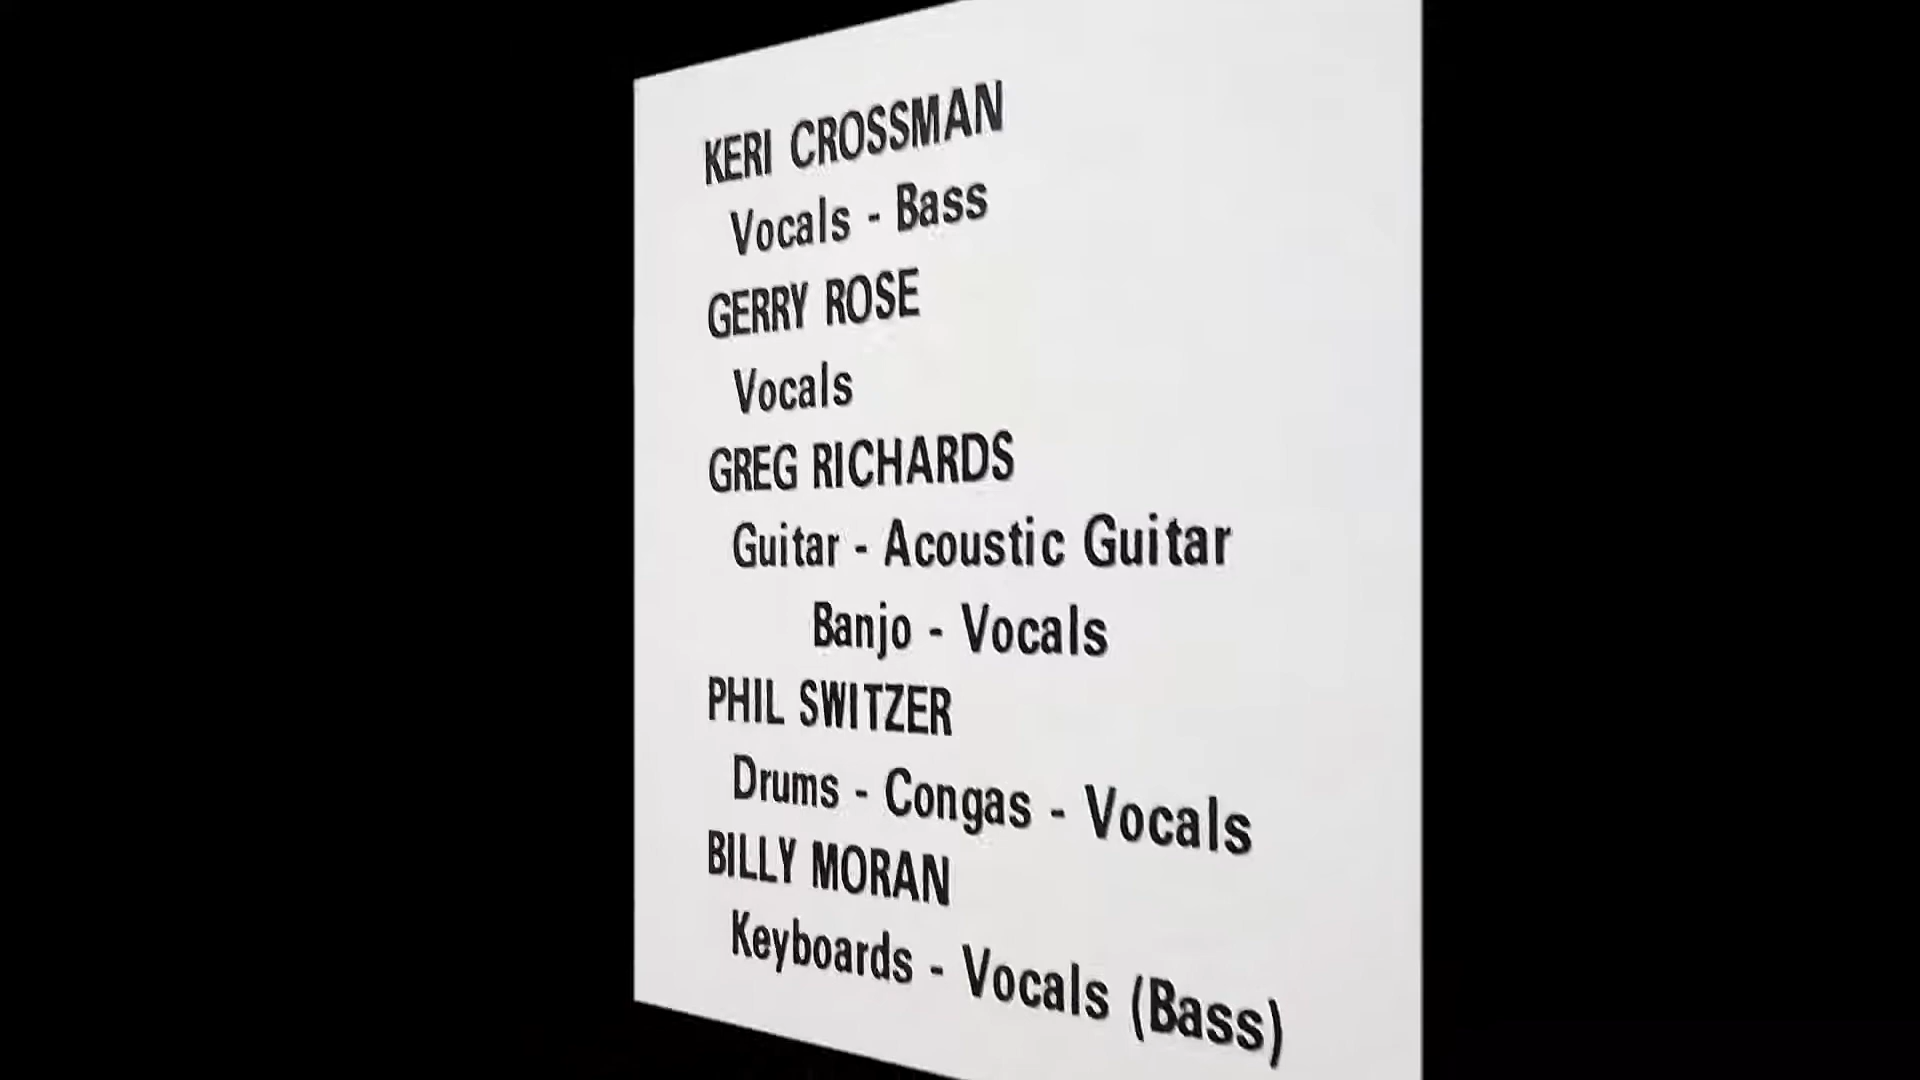 KERI CROSSMAN
Vocals - Bass
GERRY ROSE
Vocals
GREG RICHARDS
Guitar - Acoustic Guitar
Banjo - Vocals
PHIL SWITZER
Drums - Congas - Vocals
BILLY MORAN
Keyboards - Vocals (Bass)